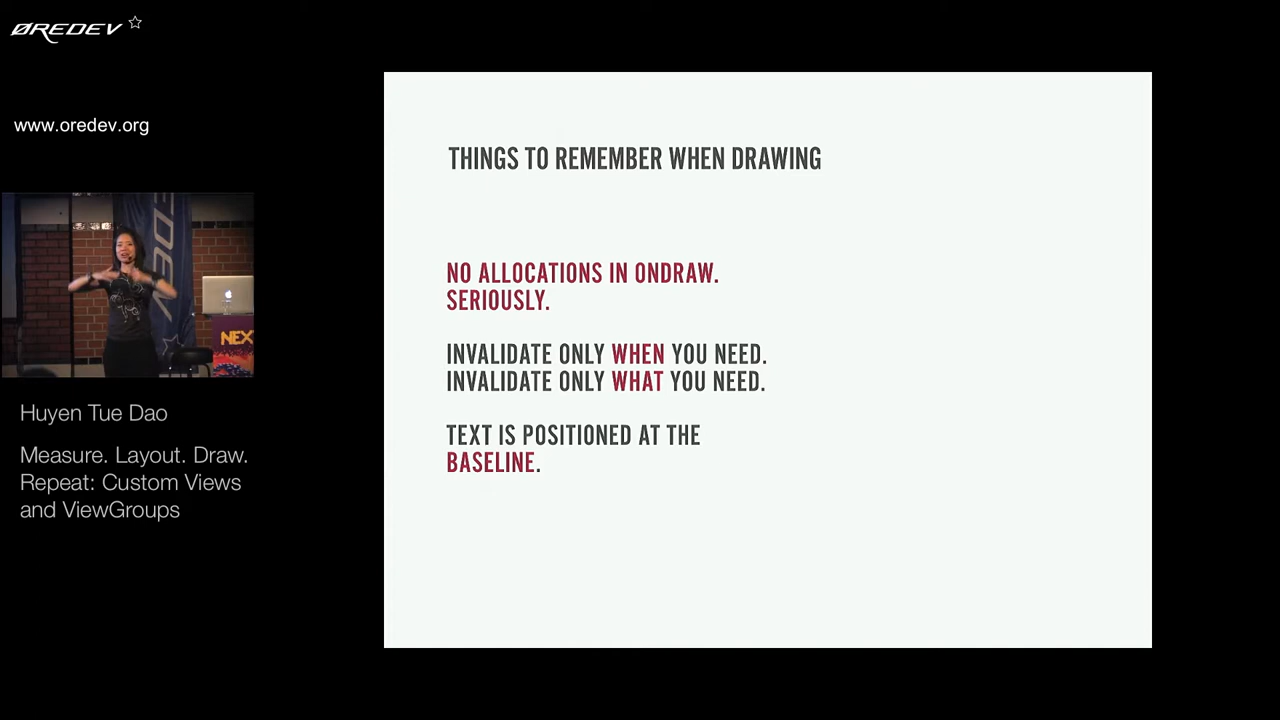 ØREDEV
www.oredev.org
NEXT
Huyen Tue Dao
Measure. Layout. Draw.
Repeat: Custom Views
and ViewGroups
THINGS TO REMEMBER WHEN DRAWING
NO ALLOCATIONS IN ONDRAW.
SERIOUSLY.
INVALIDATE ONLY WHEN YOU NEED.
INVALIDATE ONLY WHAT YOU NEED.
TEXT IS POSITIONED AT THE
BASELINE.